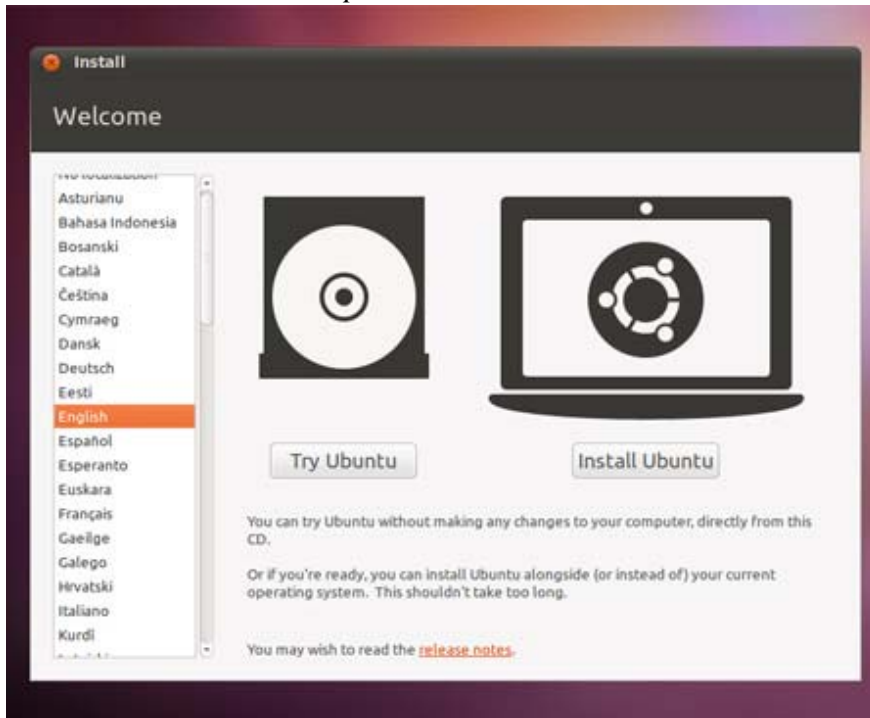 Install
Welcome
No localization
Asturianu
Bahasa Indonesia
Bosanski
Català
Čeština
Cymraeg
Dansk
Deutsch
Eesti
English
Español
Esperanto
Euskara
Français
Gaeilge
Galego
Hrvatski
Italiano
Kurdî
Try Ubuntu
Install Ubuntu
You can try Ubuntu without making any changes to your computer, directly from this
CD.
Or if you're ready, you can install Ubuntu alongside (or instead of) your current
operating system. This shouldn't take too long.
You may wish to read the release notes.